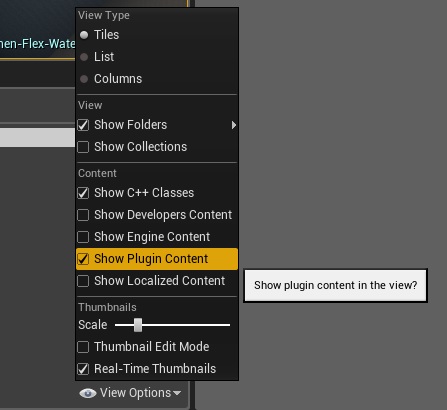 View Type
nen-Flex-Wate
Tiles
List
Columns
View
Show Folders
Show Collections
Content
Show C++ Classes
Show Developers Content
Show Engine Content
Show Plugin Content
Show plugin content in the view?
Show Localized Content
Thumbnails
Scale
Thumbnail Edit Mode
Real-Time Thumbnails
View Options